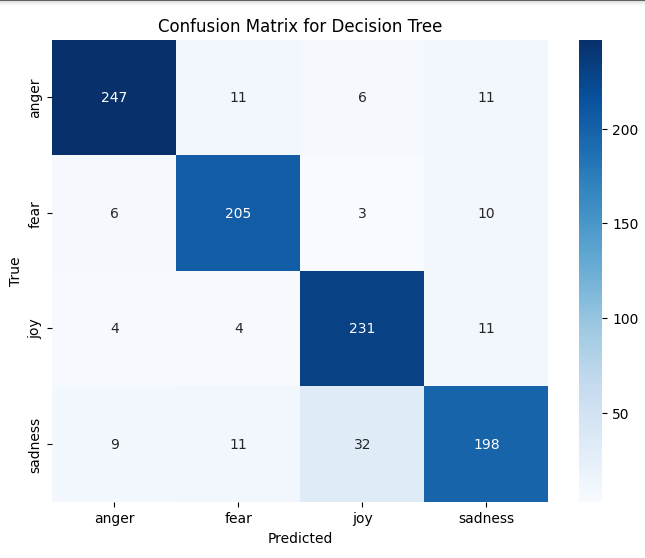 Confusion Matrix for Decision Tree
anger 247 11 6 11
fear 6 205 3 10
joy 4 4 231 11
sadness 9 11 32 198
anger fear joy sadness
Predicted
True
200
150
100
50